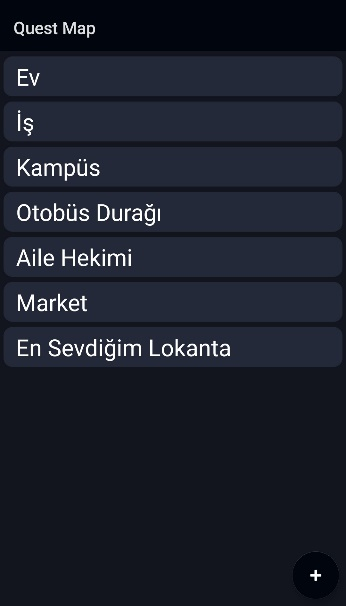 Quest Map
Ev
İş
Kampüs
Otobüs Durağı
Aile Hekimi
Market
En Sevdiğim Lokanta
+